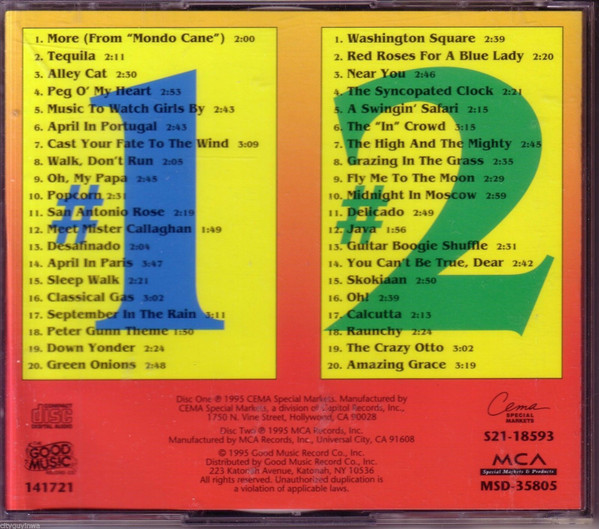 1. More (From "Mondo Cane") 2:00
2. Tequila 2:11
3. Alley Cat 2:30
4. Peg O' My Heart 2:53
5. Music To Watch Girls By 2:43
6. April In Portugal 2:43
7. Cast Your Fate To The Wind 3:09
8. Walk, Don't Run 2:05
9. Oh, My Papa 2:45
10. Popcorn 2:31
11. San Antonio Rose 2:19
12. Meet Mister Callaghan 1:49
13. Desafinado 2:04
14. April In Paris 3:47
15. Sleep Walk 2:21
16. Classical Gas 3:02
17. September In The Rain 3:11
18. Peter Gunn Theme 1:50
19. Down Yonder 2:24
20. Green Onions 2:48
#1
1. Washington Square 2:39
2. Red Roses For A Blue Lady 2:20
3. Near You 2:46
4. The Syncopated Clock 2:21
5. A Swingin' Safari 2:15
6. The "In" Crowd 3:15
7. The High And The Mighty 2:45
8. Grazing In The Grass 2:35
9. Fly Me To The Moon 2:29
10. Midnight In Moscow 2:59
11. Delicado 2:49
12. Java 1:56
13. Guitar Boogie Shuffle 2:31
14. You Can't Be True, Dear 2:42
15. Skokiaan 2:50
16. Oh! 2:39
17. Calcutta 2:13
18. Raunchy 2:24
19. The Crazy Otto 3:02
20. Amazing Grace 3:19
#2
COMPACT
disc
DIGITAL AUDIO
THE
GOOD
MUSIC
RECORD CO.
141721
Disc One ℗ 1995 CEMA Special Markets. Manufactured by
CEMA Special Markets, a division of Capitol Records, Inc.,
1750 N. Vine Street, Hollywood, CA 90028
Disc Two ℗ 1995 MCA Records, Inc.
Manufactured by MCA Records, Inc., Universal City, CA 91608
© 1995 Good Music Record Co., Inc.
Distributed by Good Music Record Co., Inc.
223 Katonah Avenue, Katonah, NY 10536
All rights reserved. Unauthorized duplication is
a violation of applicable laws.
Cema
SPECIAL
MARKETS
S21-18593
MCA
Special Markets & Products
MSD-35805
cityguyinwa